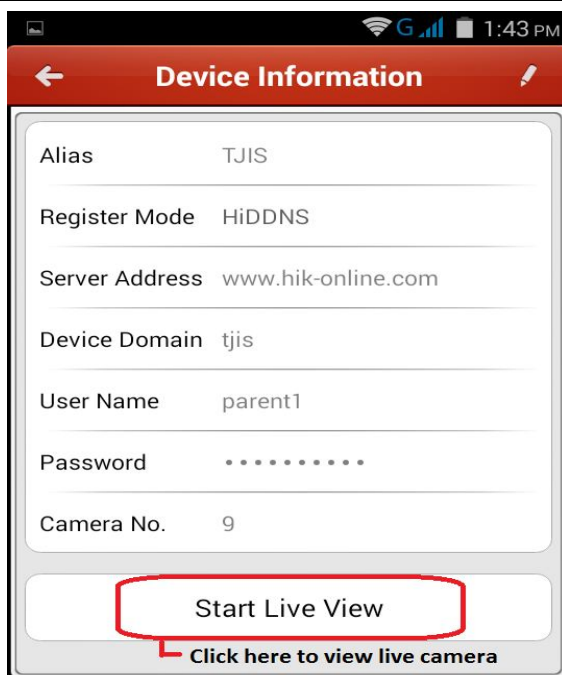 G 1:43 PM
Device Information
Alias TJIS
Register Mode HiDDNS
Server Address www.hik-online.com
Device Domain tjis
User Name parent1
Password ••••••••••
Camera No. 9
Start Live View
Click here to view live camera